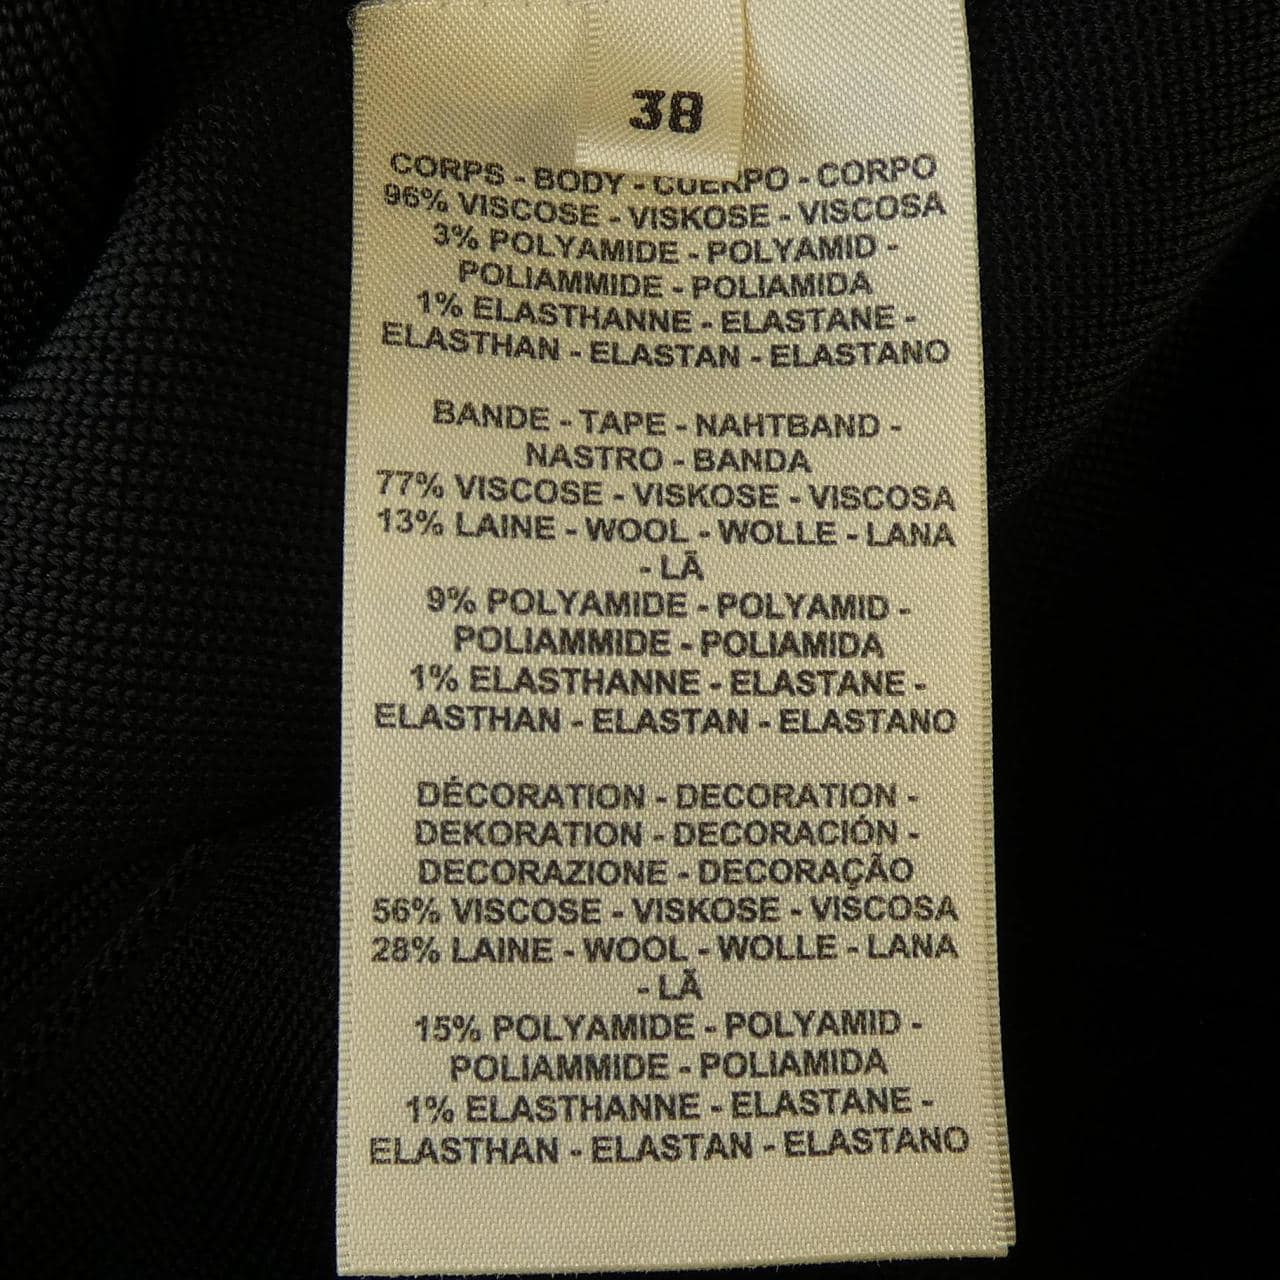 38
CORPS - BODY - CUERPO - CORPO
96% VISCOSE - VISKOSE - VISCOSA
3% POLYAMIDE - POLYAMID -
POLIAMMIDE - POLIAMIDA
1% ELASTHANNE - ELASTANE -
ELASTHAN - ELASTAN - ELASTANO
BANDE - TAPE - NAHTBAND -
NASTRO - BANDA
77% VISCOSE - VISKOSE - VISCOSA
13% LAINE - WOOL - WOLLE - LANA
- LÃ
9% POLYAMIDE - POLYAMID -
POLIAMMIDE - POLIAMIDA
1% ELASTHANNE - ELASTANE -
ELASTHAN - ELASTAN - ELASTANO
DÉCORATION - DECORATION -
DEKORATION - DECORACIÓN -
DECORAZIONE - DECORAÇÃO
56% VISCOSE - VISKOSE - VISCOSA
28% LAINE - WOOL - WOLLE - LANA
- LÃ
15% POLYAMIDE - POLYAMID -
POLIAMMIDE - POLIAMIDA
1% ELASTHANNE - ELASTANE -
ELASTHAN - ELASTAN - ELASTANO